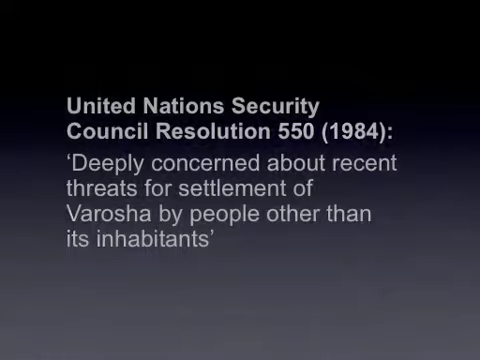 United Nations Security
Council Resolution 550 (1984):
‘Deeply concerned about recent
threats for settlement of
Varosha by people other than
its inhabitants’